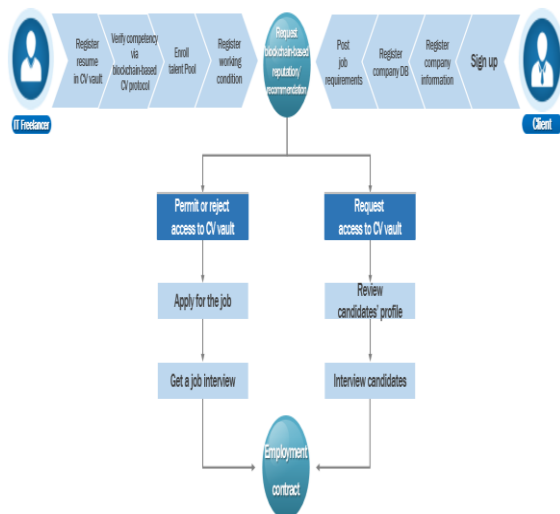 Register
resume
in CV vault
Verify competency
via
blockchain-based
CV protocol
Enroll
talent Pool
Register
working
condition
Request
blockchain-based
reputation/
recommendation
Post
job
requirements
Register
company DB
Register
company
information
Sign up
IT Freelancer
Client
Permit or reject
access to CV vault
Request
access to CV vault
Apply for the job
Review
candidates' profile
Get a job interview
Interview candidates
Employment
contract